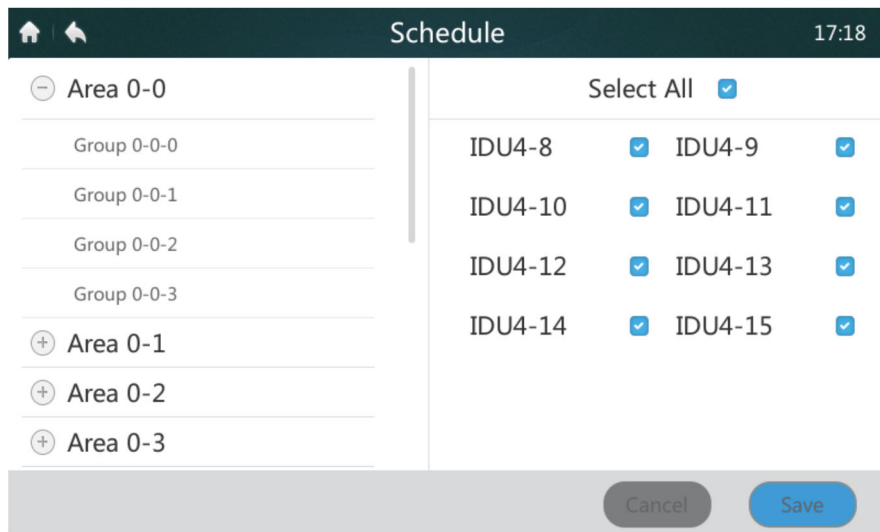 Schedule 17:18
Area 0-0
Group 0-0-0
Group 0-0-1
Group 0-0-2
Group 0-0-3
Area 0-1
Area 0-2
Area 0-3
Select All
IDU4-8 IDU4-9
IDU4-10 IDU4-11
IDU4-12 IDU4-13
IDU4-14 IDU4-15
Cancel Save